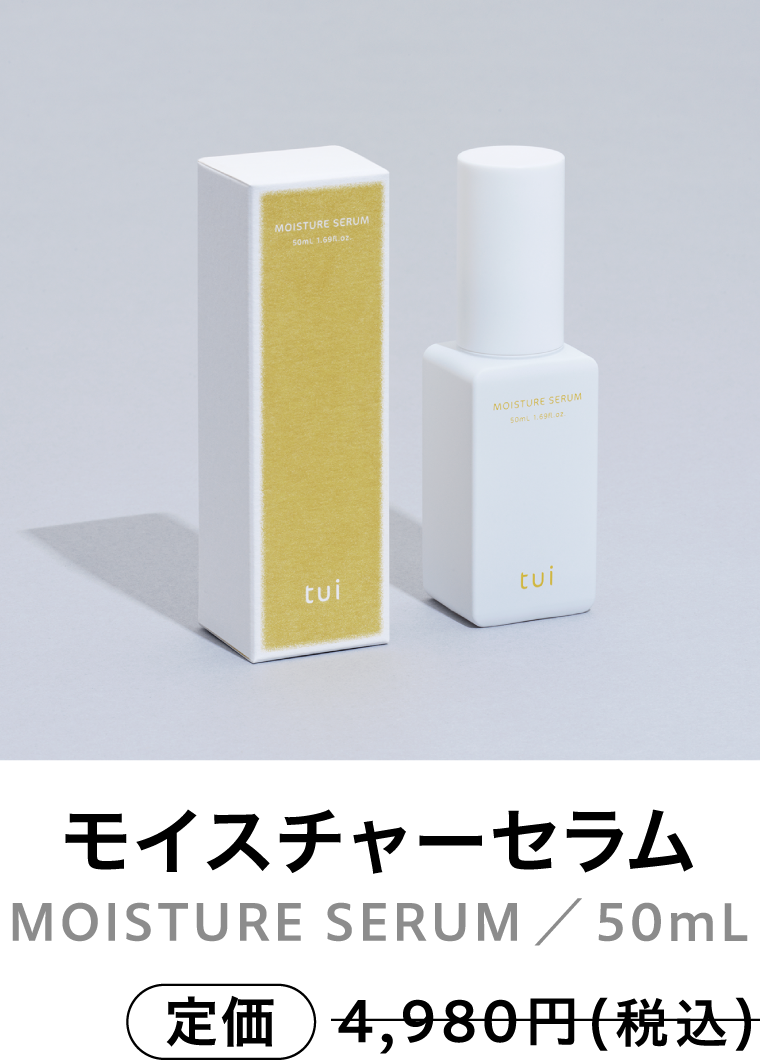 MOISTURE SERUM
50mL 1.69fl.oz.
tui
MOISTURE SERUM
50mL 1.69fl.oz.
tui
モイスチャーセラム
MOISTURE SERUM／50mL
定価 4,980円(税込)